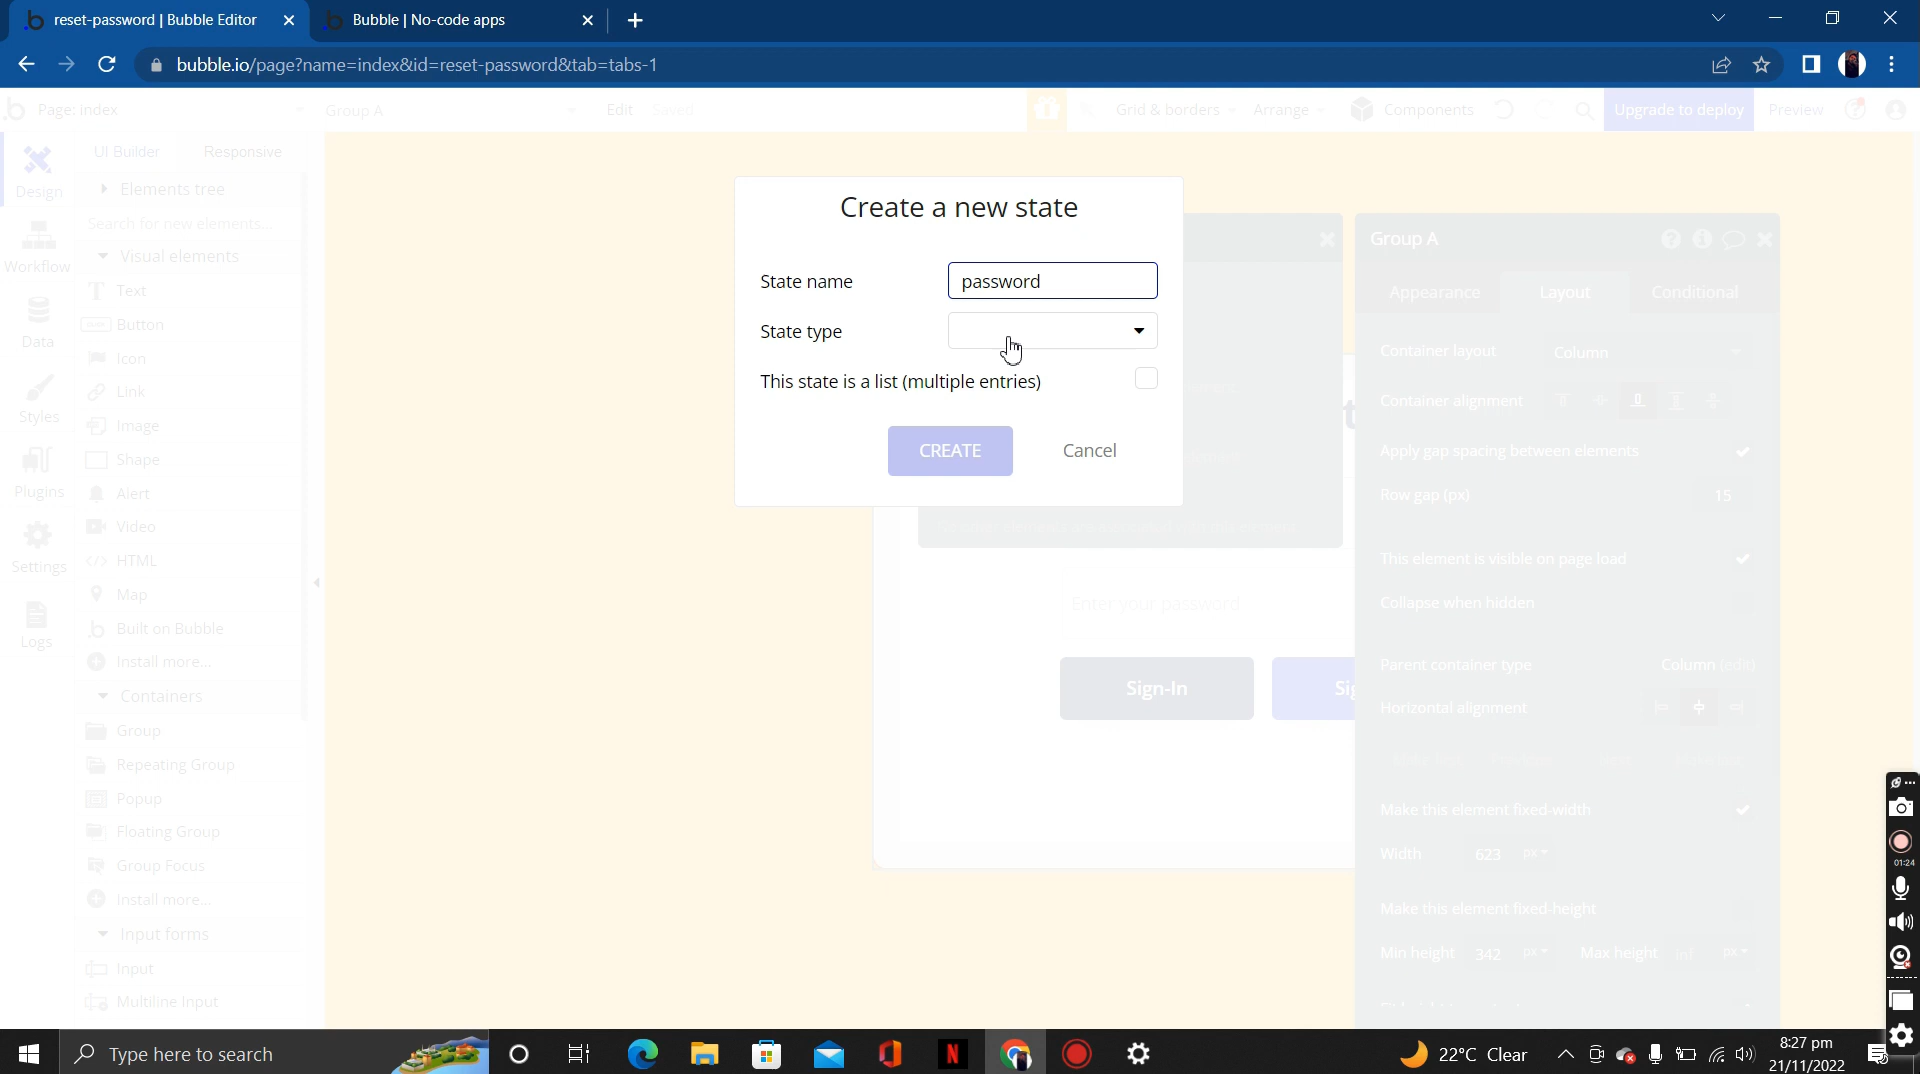 reset-password | Bubble Editor
Bubble | No-code apps
bubble.io/page?name=index&id=reset-password&tab=tabs-1
Page: index
Group A
Edit
Saved
Grid & borders
Arrange
Components
Upgrade to deploy
Preview
UI Builder
Responsive
Design
Elements tree
Search for new elements...
Workflow
Visual elements
Text
Button
Data
Icon
Link
Styles
Image
Shape
Plugins
Alert
Video
Settings
HTML
Map
Logs
Built on Bubble
Install more...
Containers
Group
Repeating Group
Popup
Floating Group
Group Focus
Install more...
Input forms
Input
Multiline Input
Create a new state
State name
password
State type
This state is a list (multiple entries)
CREATE
Cancel
Enter your password
Sign-In
Group A
Appearance
Layout
Conditional
Container layout
Column
Container alignment
Apply gap spacing between elements
Row gap (px)
15
This element is visible on page load
Collapse when hidden
Parent container type
Column (edit)
Horizontal alignment
Make this element fixed-width
Width
623
px
Make this element fixed-height
Min height
342
px
Max height
inf
px
01:24
Type here to search
22°C Clear
8:27 pm
21/11/2022